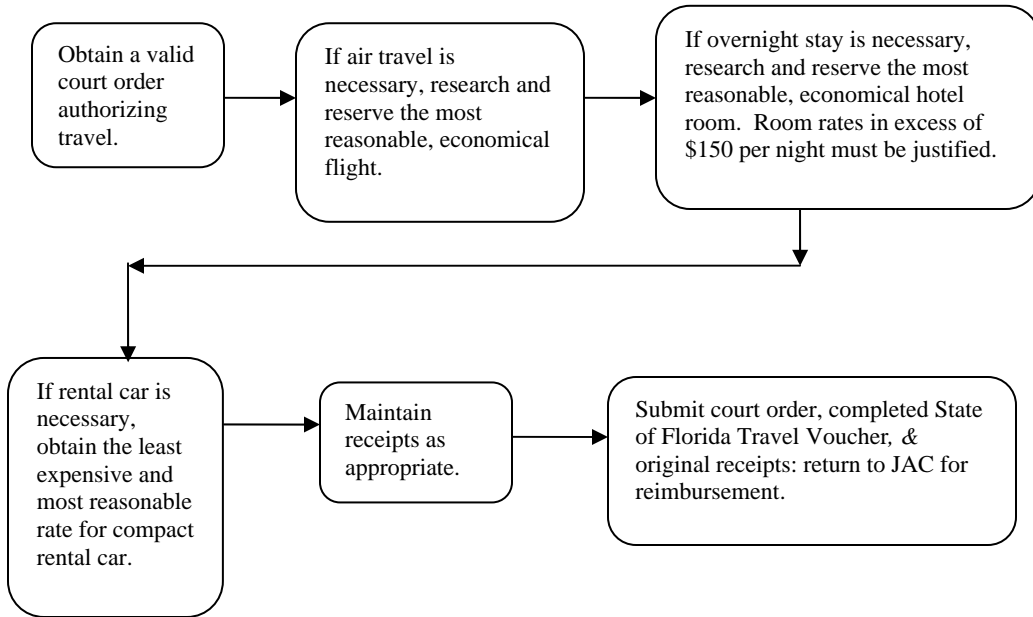 Obtain a valid
court order
authorizing
travel.
If air travel is
necessary, research and
reserve the most
reasonable, economical
flight.
If overnight stay is necessary,
research and reserve the most
reasonable, economical hotel
room.  Room rates in excess of
$150 per night must be justified.
If rental car is
necessary,
obtain the least
expensive and
most reasonable
rate for compact
rental car.
Maintain
receipts as
appropriate.
Submit court order, completed State
of Florida Travel Voucher, &
original receipts: return to JAC for
reimbursement.